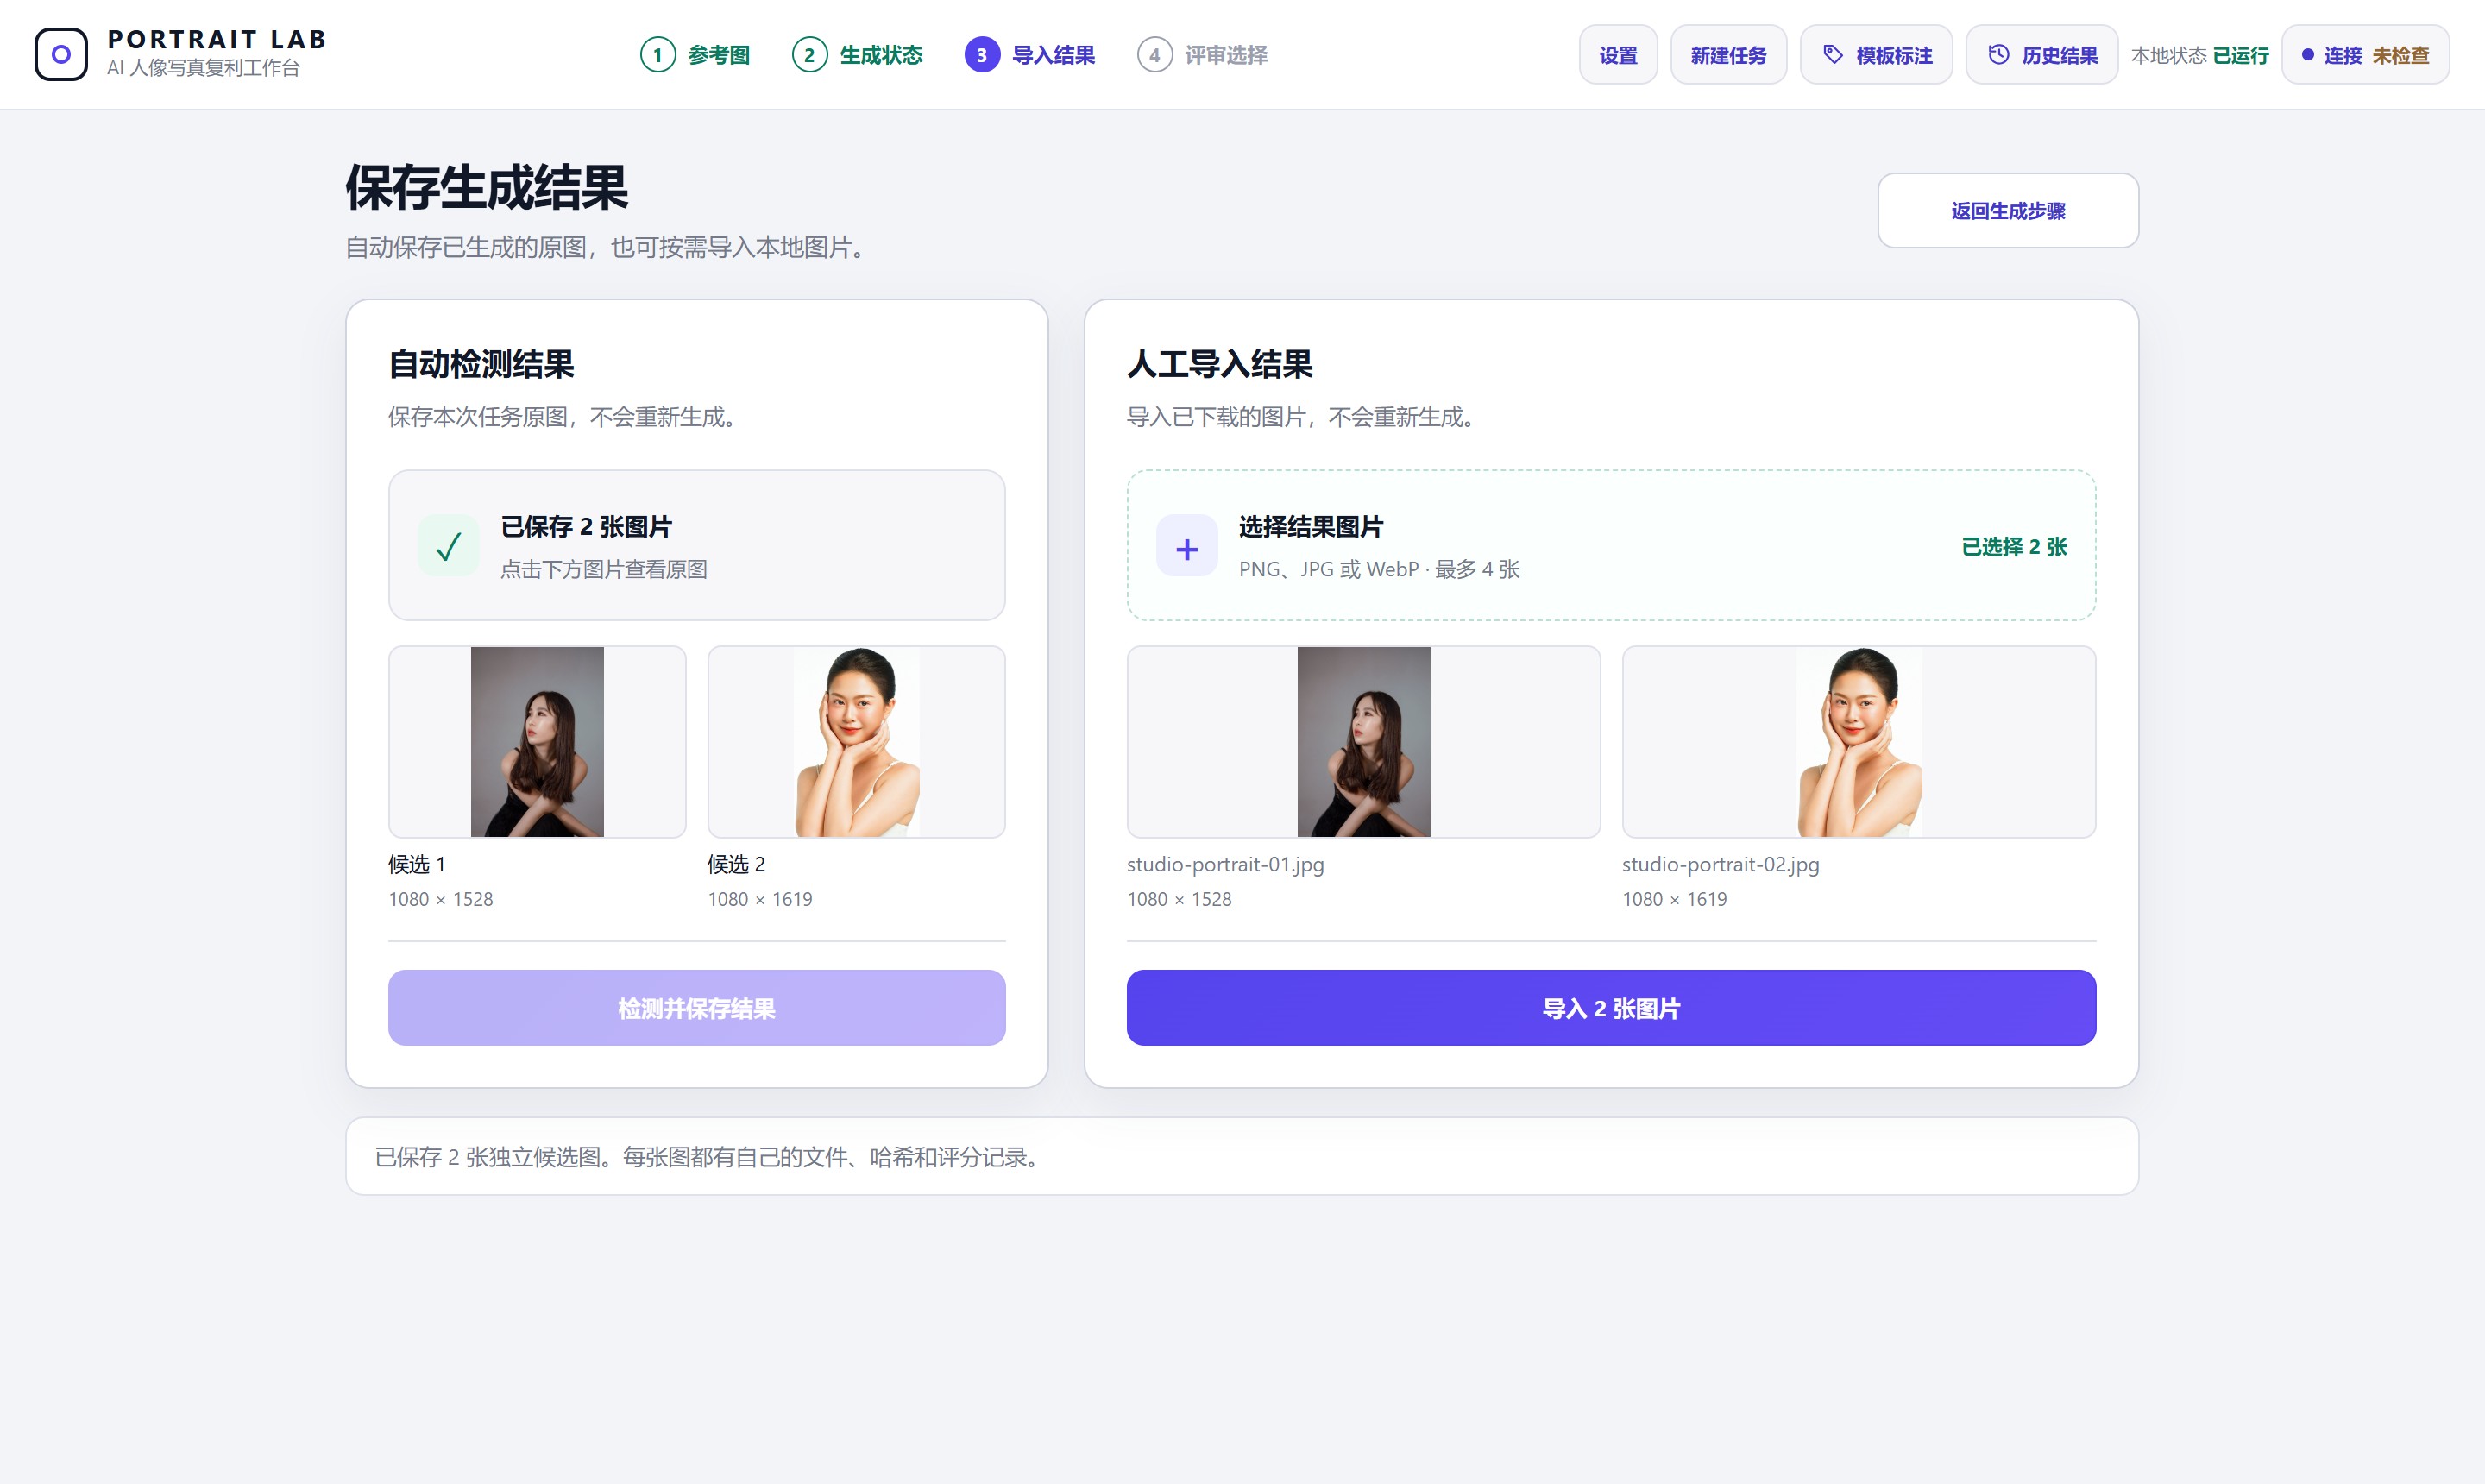 PORTRAIT LAB
AI 人像写真复利工作台
1 参考图
2 生成状态
3 导入结果
4 评审选择
设置
新建任务
模板标注
历史结果
本地状态 已运行
连接 未检查
保存生成结果
自动保存已生成的原图，也可按需导入本地图片。
返回生成步骤
自动检测结果
保存本次任务原图，不会重新生成。
已保存 2 张图片
点击下方图片查看原图
候选 1
1080 × 1528
候选 2
1080 × 1619
检测并保存结果
人工导入结果
导入已下载的图片，不会重新生成。
选择结果图片
PNG、JPG 或 WebP · 最多 4 张
已选择 2 张
studio-portrait-01.jpg
1080 × 1528
studio-portrait-02.jpg
1080 × 1619
导入 2 张图片
已保存 2 张独立候选图。每张图都有自己的文件、哈希和评分记录。